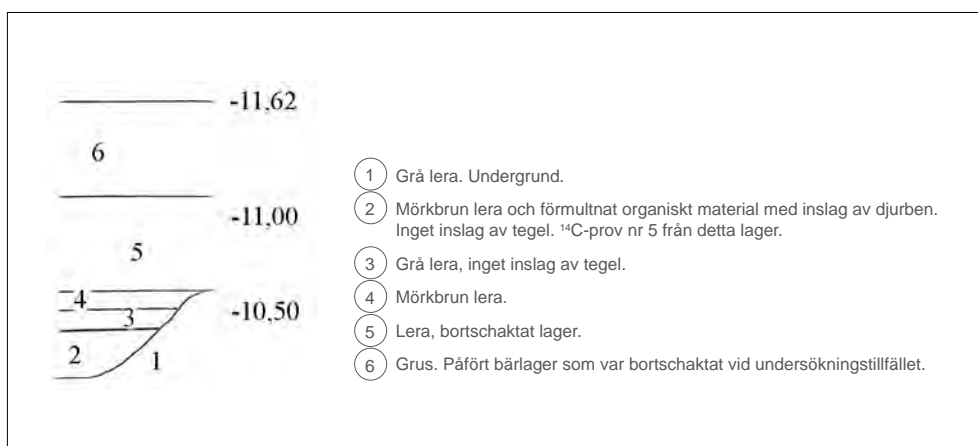 -11,62
6
-11,00
5
4
3
-10,50
2
1
1 Grå lera. Undergrund.
2 Mörkbrun lera och förmultnat organiskt material med inslag av djurben.
Inget inslag av tegel. ¹⁴C-prov nr 5 från detta lager.
3 Grå lera, inget inslag av tegel.
4 Mörkbrun lera.
5 Lera, bortschaktat lager.
6 Grus. Påfört bärlager som var bortschaktat vid undersökningstillfället.